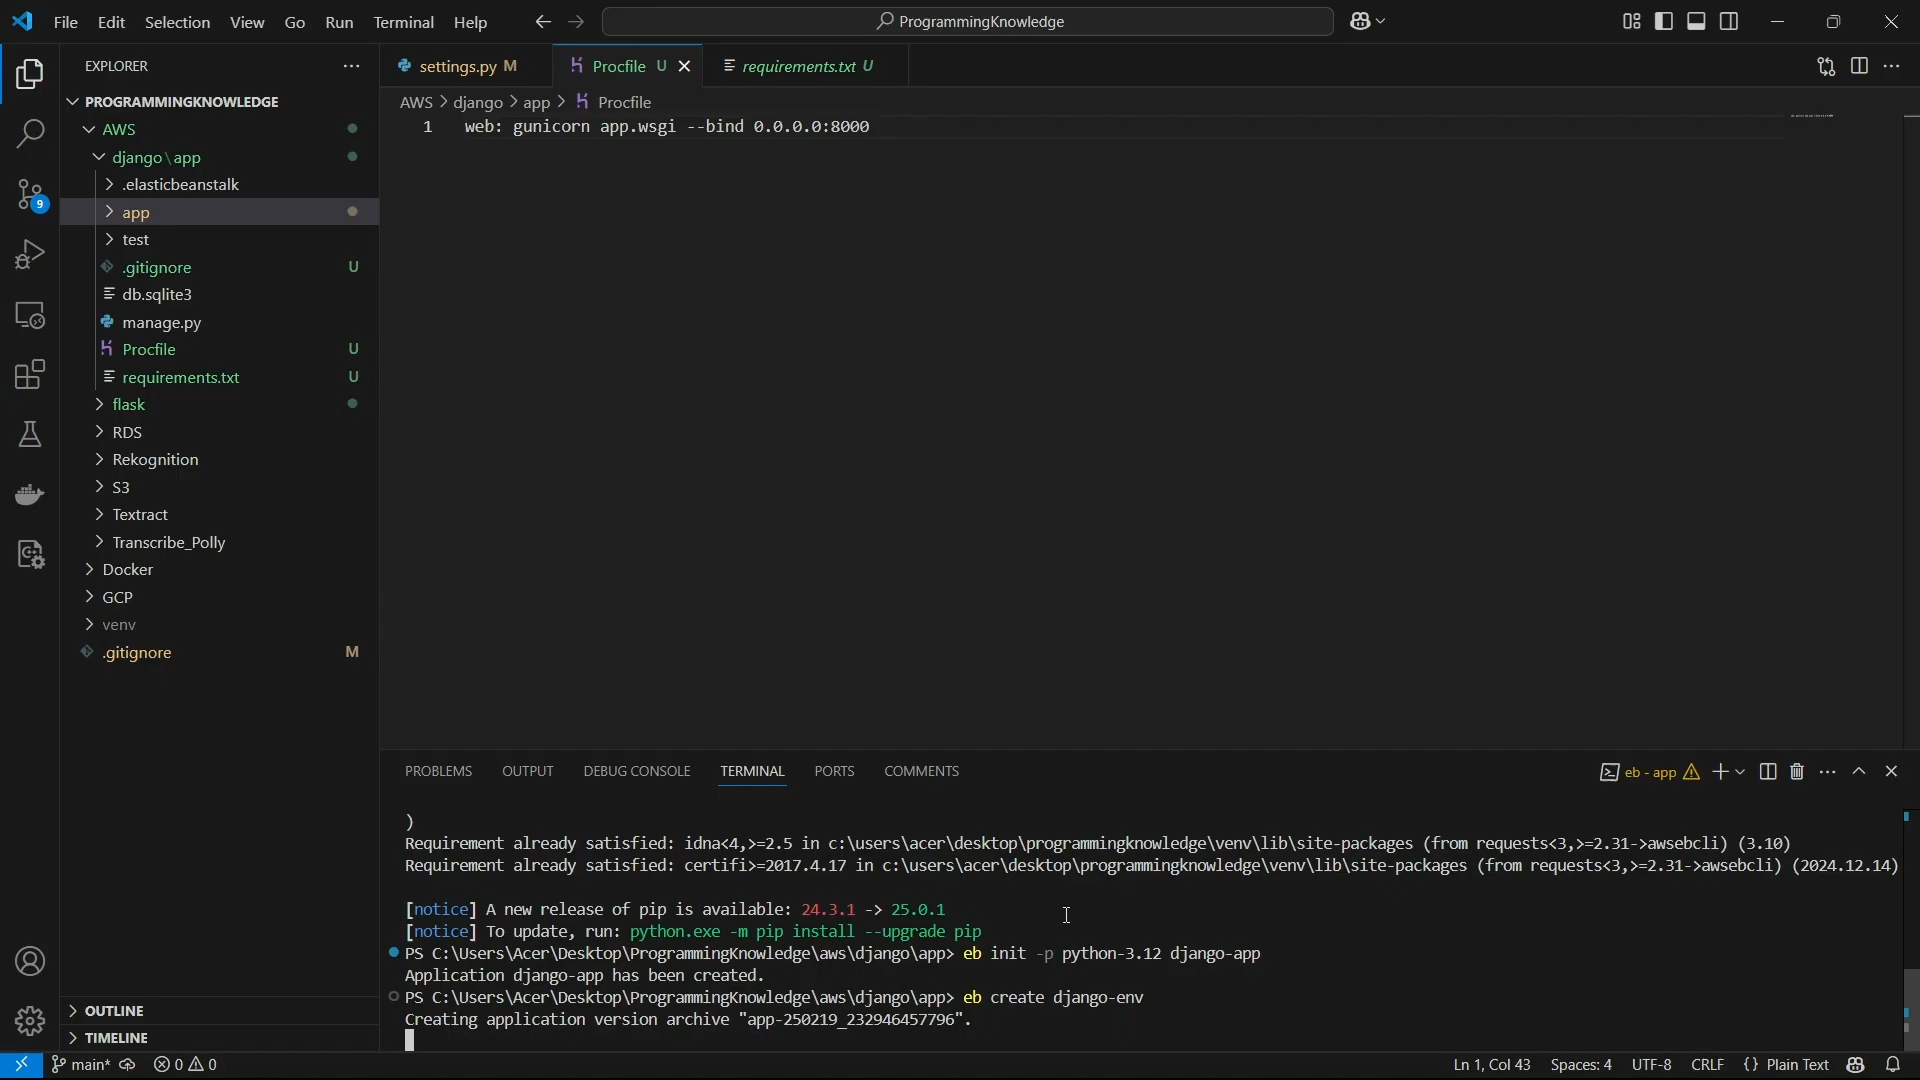 File Edit Selection View Go Run Terminal Help
ProgrammingKnowledge
EXPLORER
settings.py M
Procfile U
requirements.txt U
AWS > django > app > Procfile
1 web: gunicorn app.wsgi --bind 0.0.0.0:8000
PROGRAMMINGKNOWLEDGE
AWS
django\app
.elasticbeanstalk
app
test
.gitignore U
db.sqlite3
manage.py
Procfile U
requirements.txt U
flask
RDS
Rekognition
S3
Textract
Transcribe_Polly
Docker
GCP
venv
.gitignore M
9
OUTLINE
TIMELINE
PROBLEMS OUTPUT DEBUG CONSOLE TERMINAL PORTS COMMENTS
eb - app
)
Requirement already satisfied: idna<4,>=2.5 in c:\users\acer\desktop\programmingknowledge\venv\lib\site-packages (from requests<3,>=2.31->awsebcli) (3.10)
Requirement already satisfied: certifi>=2017.4.17 in c:\users\acer\desktop\programmingknowledge\venv\lib\site-packages (from requests<3,>=2.31->awsebcli) (2024.12.14)
[notice] A new release of pip is available: 24.3.1 -> 25.0.1
[notice] To update, run: python.exe -m pip install --upgrade pip
PS C:\Users\Acer\Desktop\ProgrammingKnowledge\aws\django\app> eb init -p python-3.12 django-app
Application django-app has been created.
PS C:\Users\Acer\Desktop\ProgrammingKnowledge\aws\django\app> eb create django-env
Creating application version archive "app-250219_232946457796".
main* 0 0
Ln 1, Col 43 Spaces: 4 UTF-8 CRLF {} Plain Text